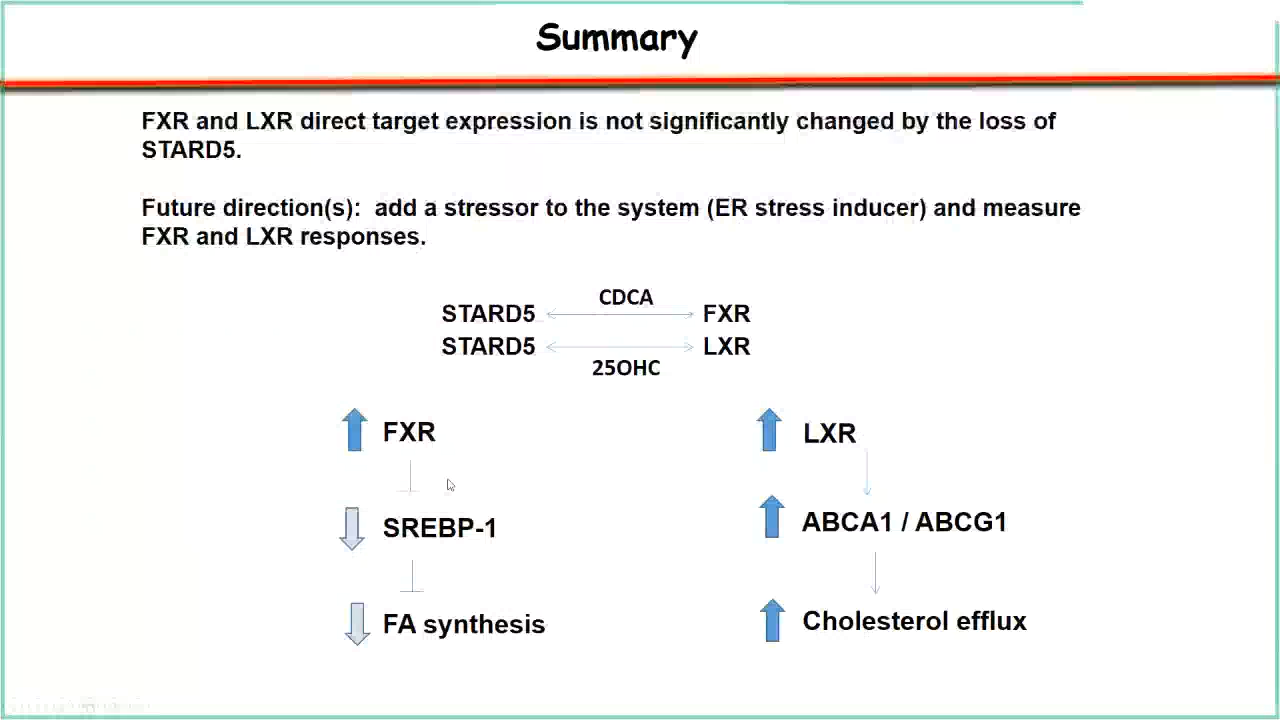 Summary
FXR and LXR direct target expression is not significantly changed by the loss of
STARD5.
Future direction(s):  add a stressor to the system (ER stress inducer) and measure
FXR and LXR responses.
CDCA
STARD5 FXR
STARD5 LXR
25OHC
FXR
LXR
SREBP-1
ABCA1 / ABCG1
FA synthesis
Cholesterol efflux